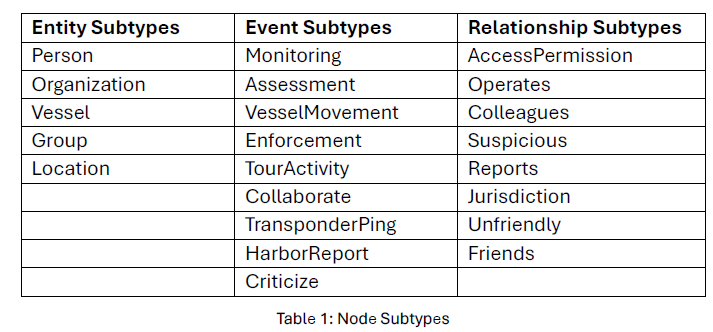 Entity Subtypes Event Subtypes Relationship Subtypes
Person Monitoring AccessPermission
Organization Assessment Operates
Vessel VesselMovement Colleagues
Group Enforcement Suspicious
Location TourActivity Reports
Collaborate Jurisdiction
TransponderPing Unfriendly
HarborReport Friends
Criticize
Table 1: Node Subtypes